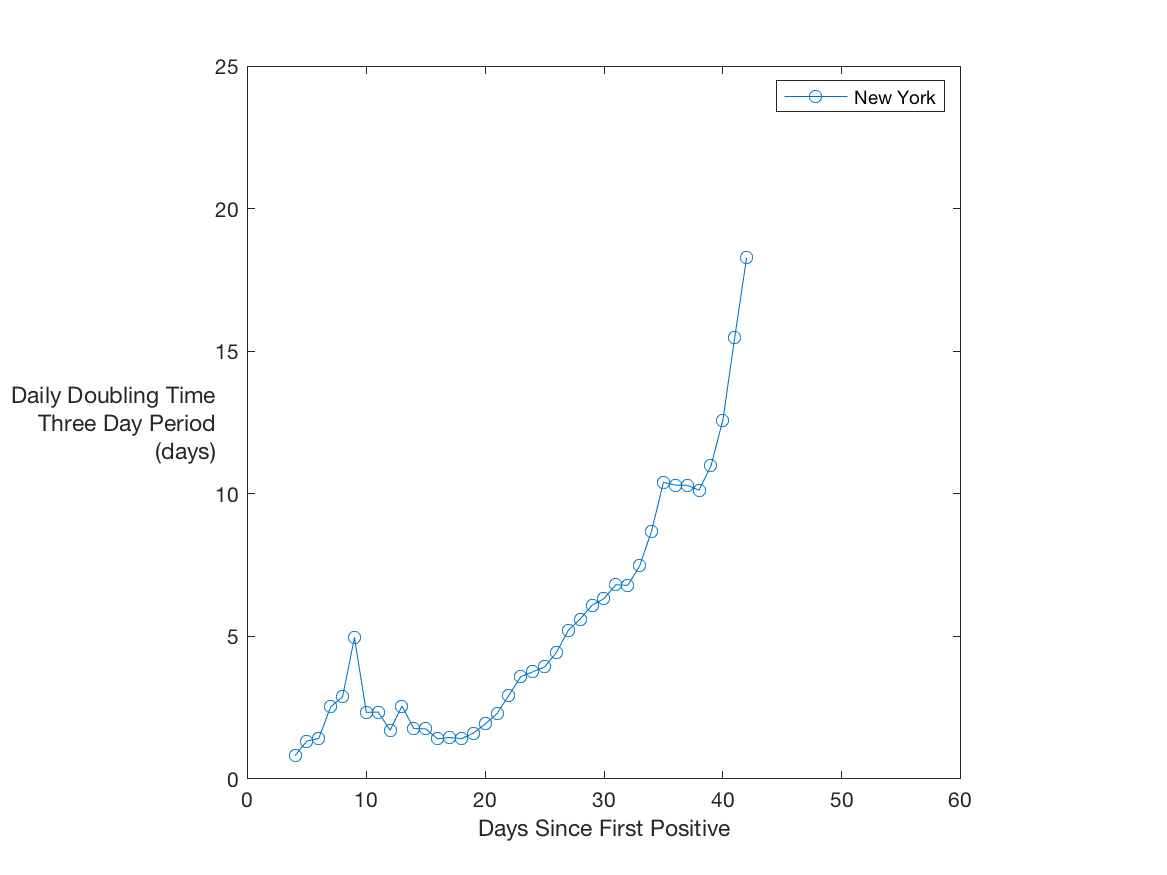 25
New York
20
15
Daily Doubling Time
Three Day Period
(days)
10
5
0
0 10 20 30 40 50 60
Days Since First Positive